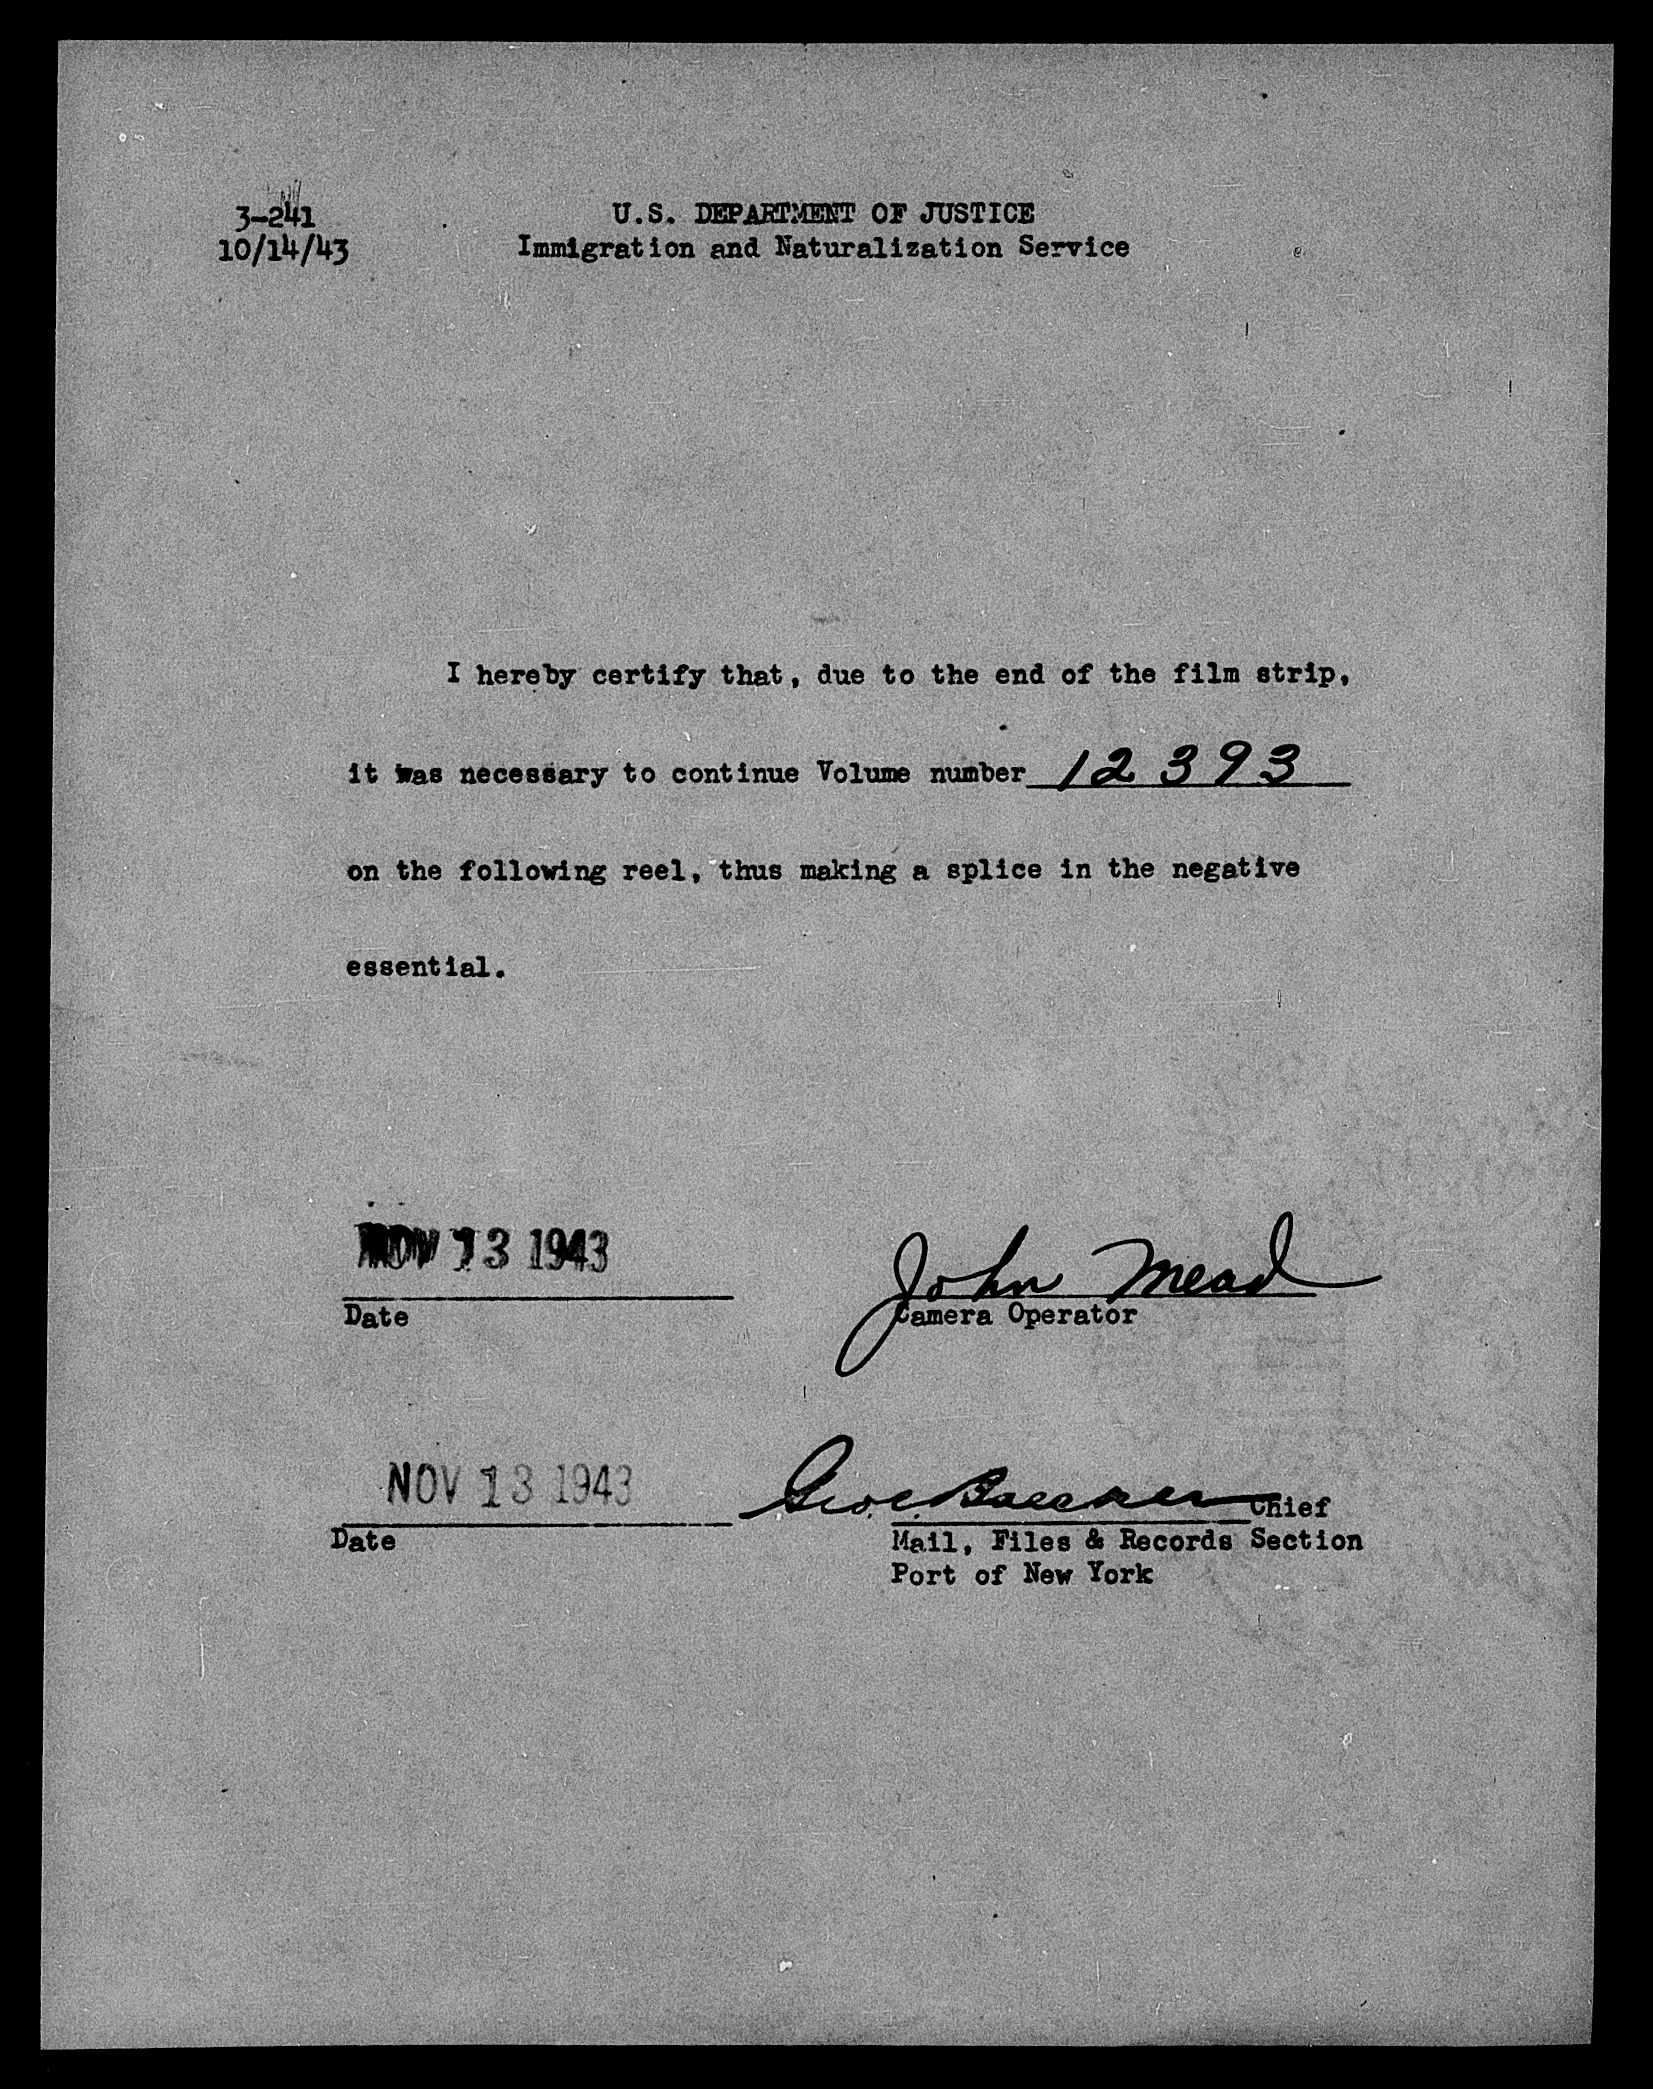 3-241
10/14/43
U.S. DEPARTMENT OF JUSTICE
Immigration and Naturalization Service
I hereby certify that, due to the end of the film strip,
it was necessary to continue Volume number 12393
on the following reel, thus making a splice in the negative
essential.
NOV 13 1943
Date
John Mead
Camera Operator
NOV 13 1943
Date
Geo. C. Chief
Mail, Files & Records Section
Port of New York